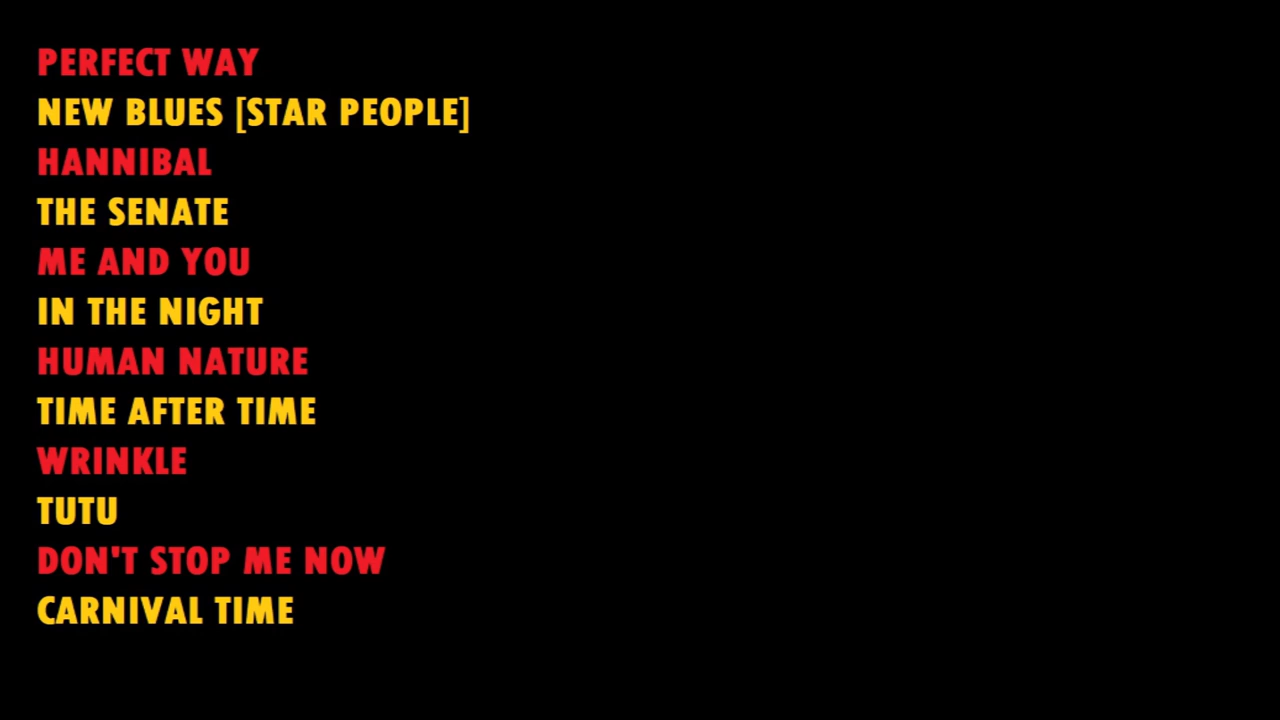 PERFECT WAY
NEW BLUES [STAR PEOPLE]
HANNIBAL
THE SENATE
ME AND YOU
IN THE NIGHT
HUMAN NATURE
TIME AFTER TIME
WRINKLE
TUTU
DON'T STOP ME NOW
CARNIVAL TIME